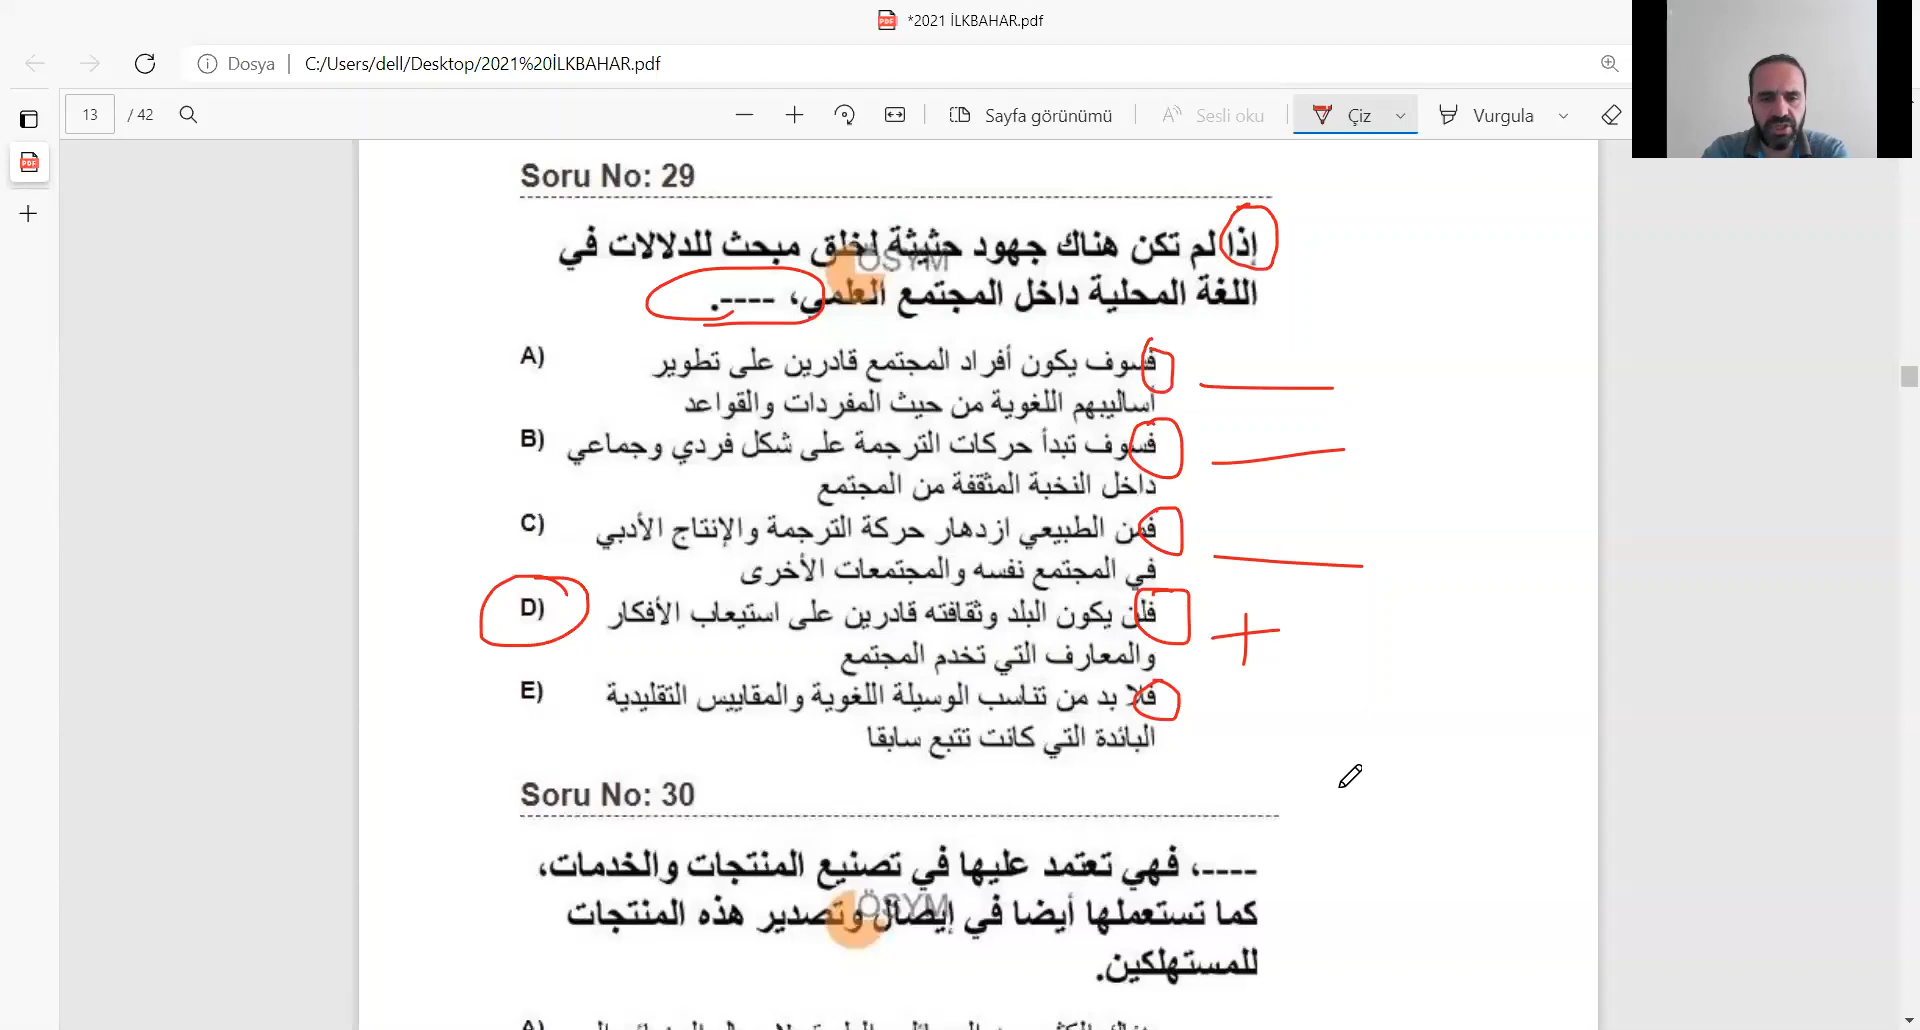 *2021 İLKBAHAR.pdf
Dosya | C:/Users/dell/Desktop/2021%20İLKBAHAR.pdf
13 / 42 Sayfa görünümü Sesli oku Çiz Vurgula
Soru No: 29
إذا لم تكن هناك جهود حثيثة لخلق مبحث للدلالات في
اللغة المحلية داخل المجتمع العلمي، ----.
ÖSYM
A) فسوف يكون أفراد المجتمع قادرين على تطوير
أساليبهم اللغوية من حيث المفردات والقواعد
B) فسوف تبدأ حركات الترجمة على شكل فردي وجماعي
داخل النخبة المثقفة من المجتمع
C) فمن الطبيعي ازدهار حركة الترجمة والإنتاج الأدبي
في المجتمع نفسه والمجتمعات الأخرى
D) فلن يكون البلد وثقافته قادرين على استيعاب الأفكار
والمعارف التي تخدم المجتمع
E) فلا بد من تناسب الوسيلة اللغوية والمقاييس التقليدية
البائدة التي كانت تتبع سابقا
Soru No: 30
----، فهي تعتمد عليها في تصنيع المنتجات والخدمات،
كما تستعملها أيضا في إيصال وتصدير هذه المنتجات
ÖSYM
للمستهلكين.
A)